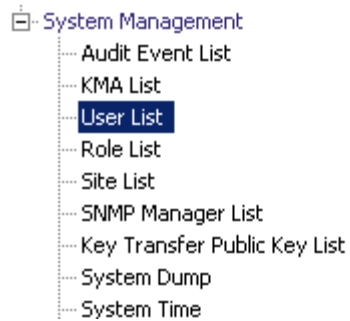 System Management
Audit Event List
KMA List
User List
Role List
Site List
SNMP Manager List
Key Transfer Public Key List
System Dump
System Time